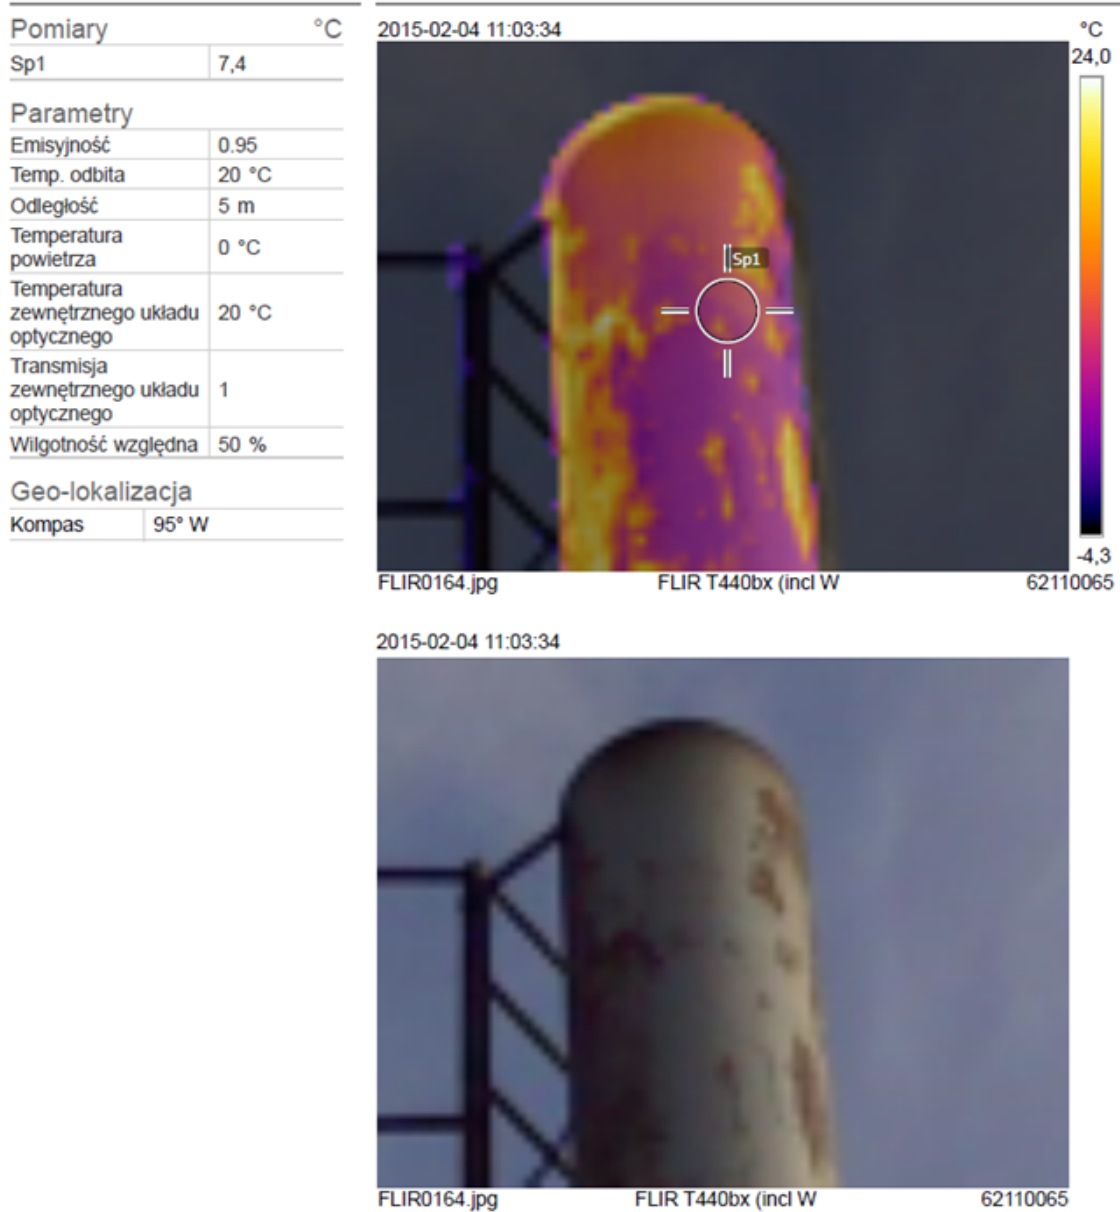 Pomiary °C
Sp1 7,4
Parametry
Emisyjność 0.95
Temp. odbita 20 °C
Odległość 5 m
Temperatura
powietrza 0 °C
Temperatura
zewnętrznego układu 20 °C
optycznego
Transmisja
zewnętrznego układu 1
optycznego
Wilgotność względna 50 %
Geo-lokalizacja
Kompas 95° W
2015-02-04 11:03:34 °C
24,0
Sp1
-4,3
FLIR0164.jpg FLIR T440bx (incl W 62110065
2015-02-04 11:03:34
FLIR0164.jpg FLIR T440bx (incl W 62110065